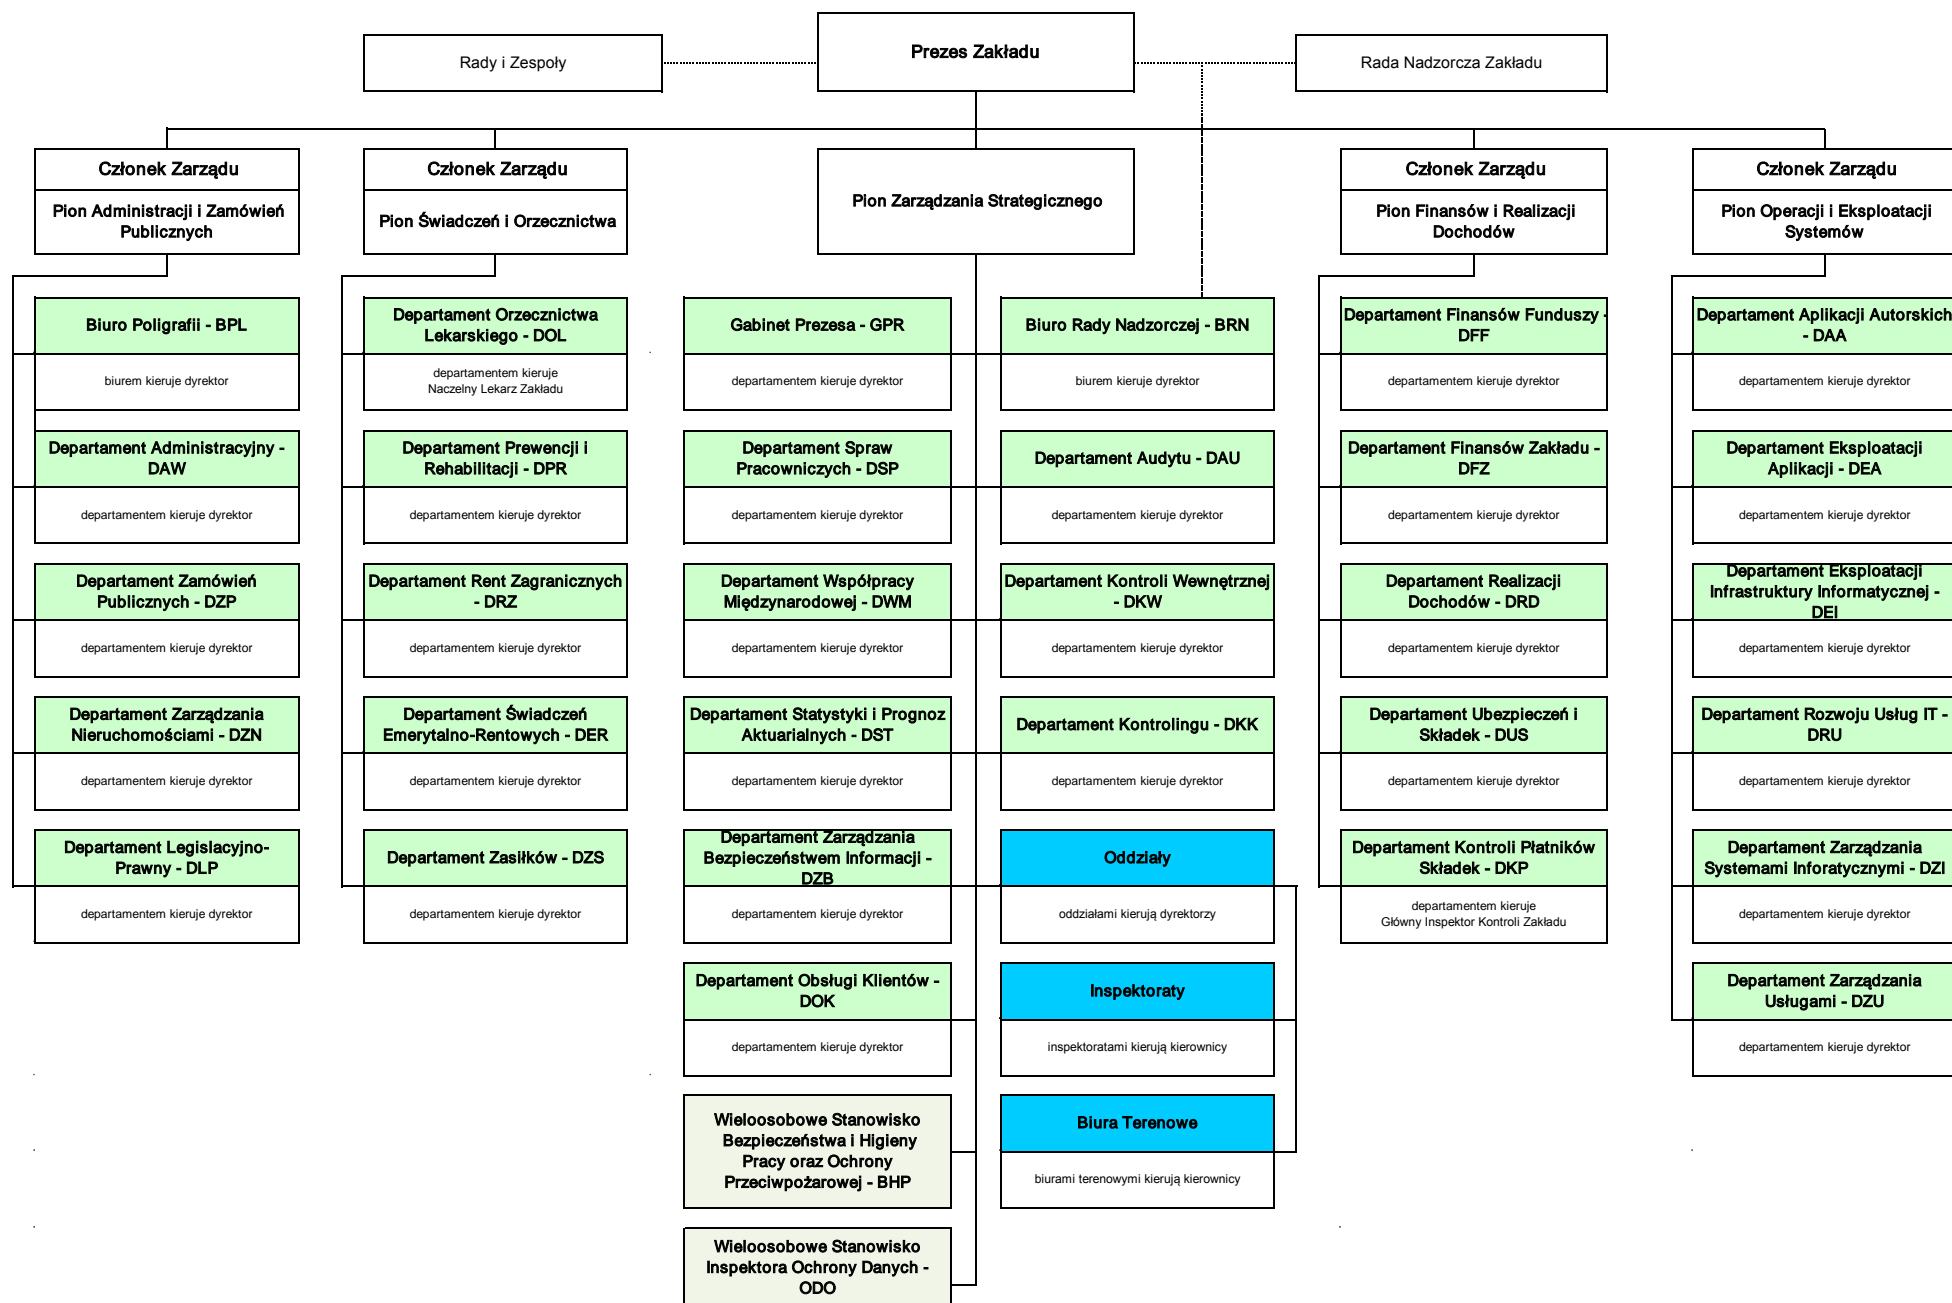 Prezes Zakładu
Rady i Zespoły
Rada Nadzorcza Zakładu
Członek Zarządu
Pion Administracji i Zamówień
Publicznych
Członek Zarządu
Pion Świadczeń i Orzecznictwa
Pion Zarządzania Strategicznego
Członek Zarządu
Pion Finansów i Realizacji
Dochodów
Członek Zarządu
Pion Operacji i Eksploatacji
Systemów
Biuro Poligrafii - BPL
biurem kieruje dyrektor
Departament Administracyjny -
DAW
departamentem kieruje dyrektor
Departament Zamówień
Publicznych - DZP
departamentem kieruje dyrektor
Departament Zarządzania
Nieruchomościami - DZN
departamentem kieruje dyrektor
Departament Legislacyjno-
Prawny - DLP
departamentem kieruje dyrektor
Departament Orzecznictwa
Lekarskiego - DOL
departamentem kieruje
Naczelny Lekarz Zakładu
Departament Prewencji i
Rehabilitacji - DPR
departamentem kieruje dyrektor
Departament Rent Zagranicznych
- DRZ
departamentem kieruje dyrektor
Departament Świadczeń
Emerytalno-Rentowych - DER
departamentem kieruje dyrektor
Departament Zasiłków - DZS
departamentem kieruje dyrektor
Gabinet Prezesa - GPR
departamentem kieruje dyrektor
Departament Spraw
Pracowniczych - DSP
departamentem kieruje dyrektor
Departament Współpracy
Międzynarodowej - DWM
departamentem kieruje dyrektor
Departament Statystyki i Prognoz
Aktuarialnych - DST
departamentem kieruje dyrektor
Departament Zarządzania
Bezpieczeństwem Informacji -
DZB
departamentem kieruje dyrektor
Departament Obsługi Klientów -
DOK
departamentem kieruje dyrektor
Wieloosobowe Stanowisko
Bezpieczeństwa i Higieny
Pracy oraz Ochrony
Przeciwpożarowej - BHP
Wieloosobowe Stanowisko
Inspektora Ochrony Danych -
ODO
Biuro Rady Nadzorczej - BRN
biurem kieruje dyrektor
Departament Audytu - DAU
departamentem kieruje dyrektor
Departament Kontroli Wewnętrznej
- DKW
departamentem kieruje dyrektor
Departament Kontrolingu - DKK
departamentem kieruje dyrektor
Oddziały
oddziałami kierują dyrektorzy
Inspektoraty
inspektoratami kierują kierownicy
Biura Terenowe
biurami terenowymi kierują kierownicy
Departament Finansów Funduszy -
DFF
departamentem kieruje dyrektor
Departament Finansów Zakładu -
DFZ
departamentem kieruje dyrektor
Departament Realizacji
Dochodów - DRD
departamentem kieruje dyrektor
Departament Ubezpieczeń i
Składek - DUS
departamentem kieruje dyrektor
Departament Kontroli Płatników
Składek - DKP
departamentem kieruje
Główny Inspektor Kontroli Zakładu
Departament Aplikacji Autorskich
- DAA
departamentem kieruje dyrektor
Departament Eksploatacji
Aplikacji - DEA
departamentem kieruje dyrektor
Departament Eksploatacji
Infrastruktury Informatycznej -
DEI
departamentem kieruje dyrektor
Departament Rozwoju Usług IT -
DRU
departamentem kieruje dyrektor
Departament Zarządzania
Systemami Inforatycznymi - DZI
departamentem kieruje dyrektor
Departament Zarządzania
Usługami - DZU
departamentem kieruje dyrektor